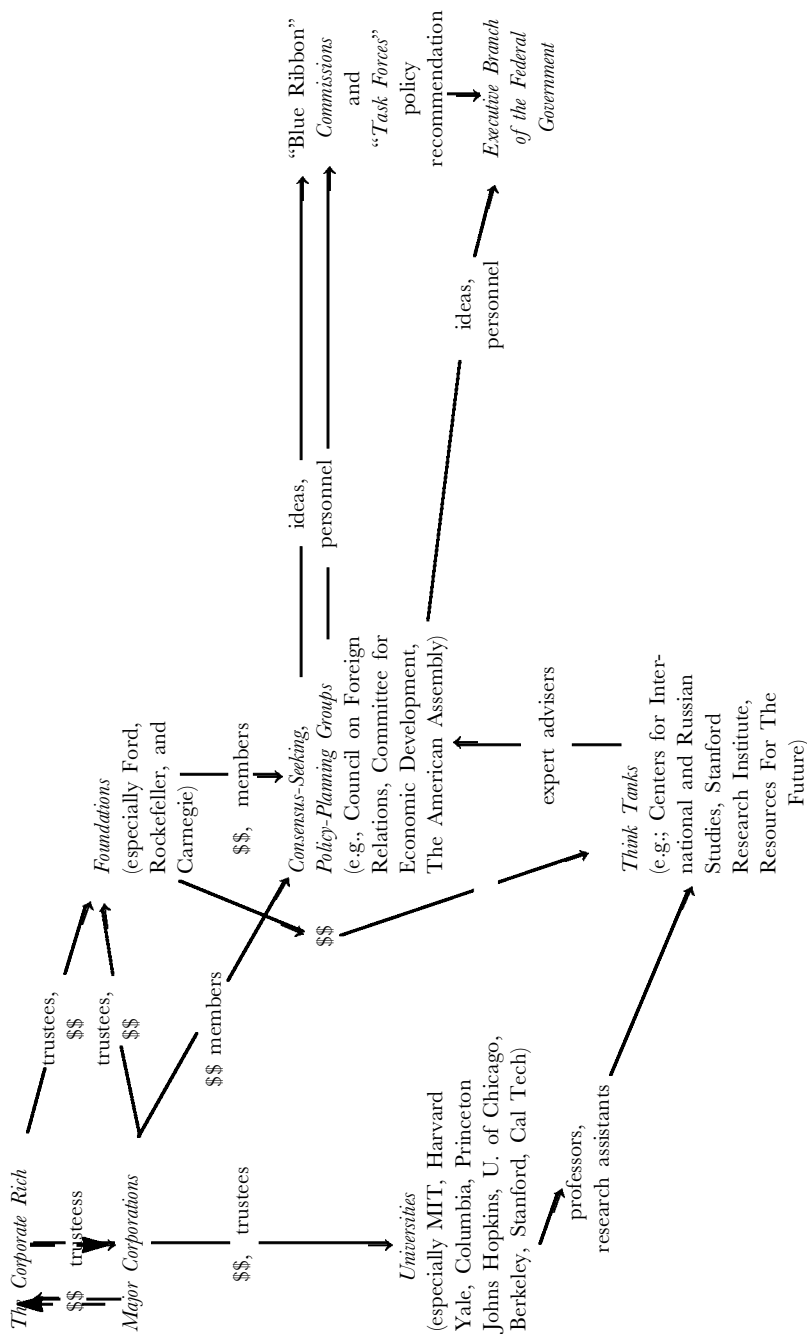 The Corporate Rich
$$ trusteess
Major Corporations
trustees,
$$
trustees,
$$
$$ members
$$, trustees
Universities
(especially MIT, Harvard
Yale, Columbia, Princeton
Johns Hopkins, U. of Chicago,
Berkeley, Stanford, Cal Tech)
professors,
research assistants
Foundations
(especially Ford,
Rockefeller, and
Carnegie)
$$, members
$$
Consensus-Seeking,
Policy-Planning Groups
(e.g., Council on Foreign
Relations, Committee for
Economic Development,
The American Assembly)
expert advisers
Think Tanks
(e.g.; Centers for Inter-
national and Russian
Studies, Stanford
Research Institute,
Resources For The
Future)
ideas,
personnel
ideas,
personnel
“Blue Ribbon”
Commissions
and
“Task Forces”
policy
recommendation
Executive Branch
of the Federal
Government